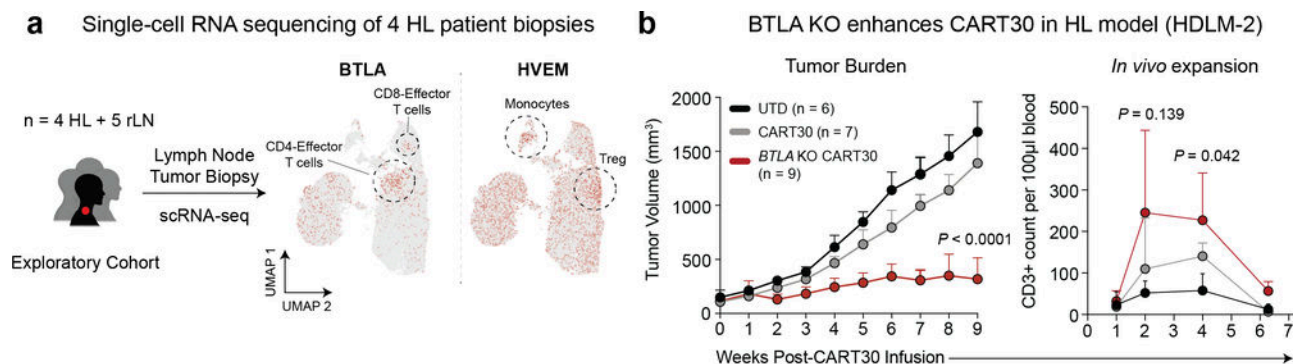 a Single-cell RNA sequencing of 4 HL patient biopsies
n = 4 HL + 5 rLN
Lymph Node
Tumor Biopsy
scRNA-seq
Exploratory Cohort
BTLA
CD8-Effector
T cells
CD4-Effector
T cells
UMAP 1
UMAP 2
HVEM
Monocytes
Treg
b BTLA KO enhances CART30 in HL model (HDLM-2)
Tumor Burden
Tumor Volume (mm³)
2000
1500
1000
500
0
UTD (n = 6)
CART30 (n = 7)
BTLA KO CART30
(n = 9)
P < 0.0001
0 1 2 3 4 5 6 7 8 9
In vivo expansion
CD3+ count per 100µl blood
500
400
300
200
100
0
P = 0.139
P = 0.042
0 1 2 3 4 5 6 7
Weeks Post-CART30 Infusion